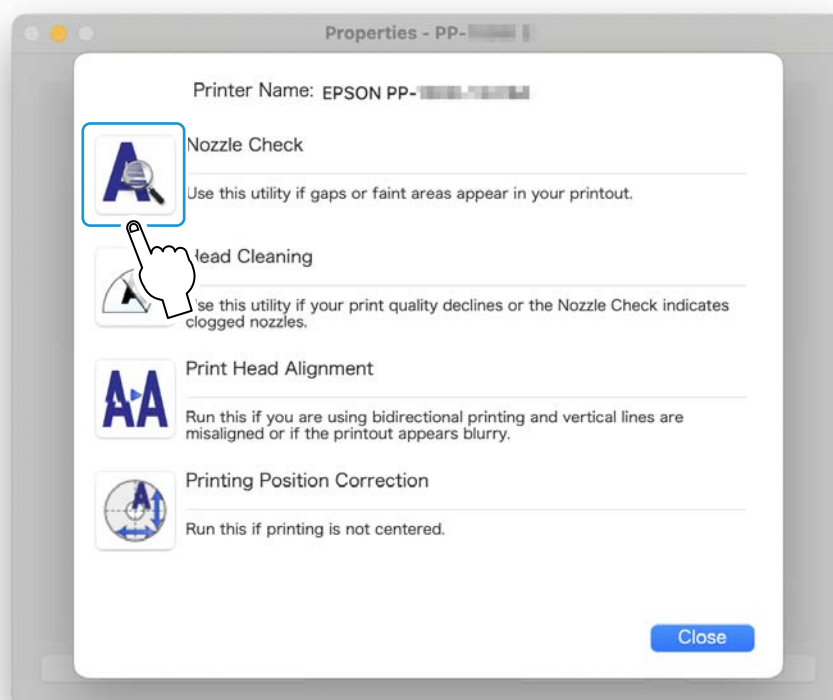 Properties - PP-
Printer Name: EPSON PP-
Nozzle Check
Use this utility if gaps or faint areas appear in your printout.
Head Cleaning
Use this utility if your print quality declines or the Nozzle Check indicates
clogged nozzles.
Print Head Alignment
Run this if you are using bidirectional printing and vertical lines are
misaligned or if the printout appears blurry.
Printing Position Correction
Run this if printing is not centered.
Close